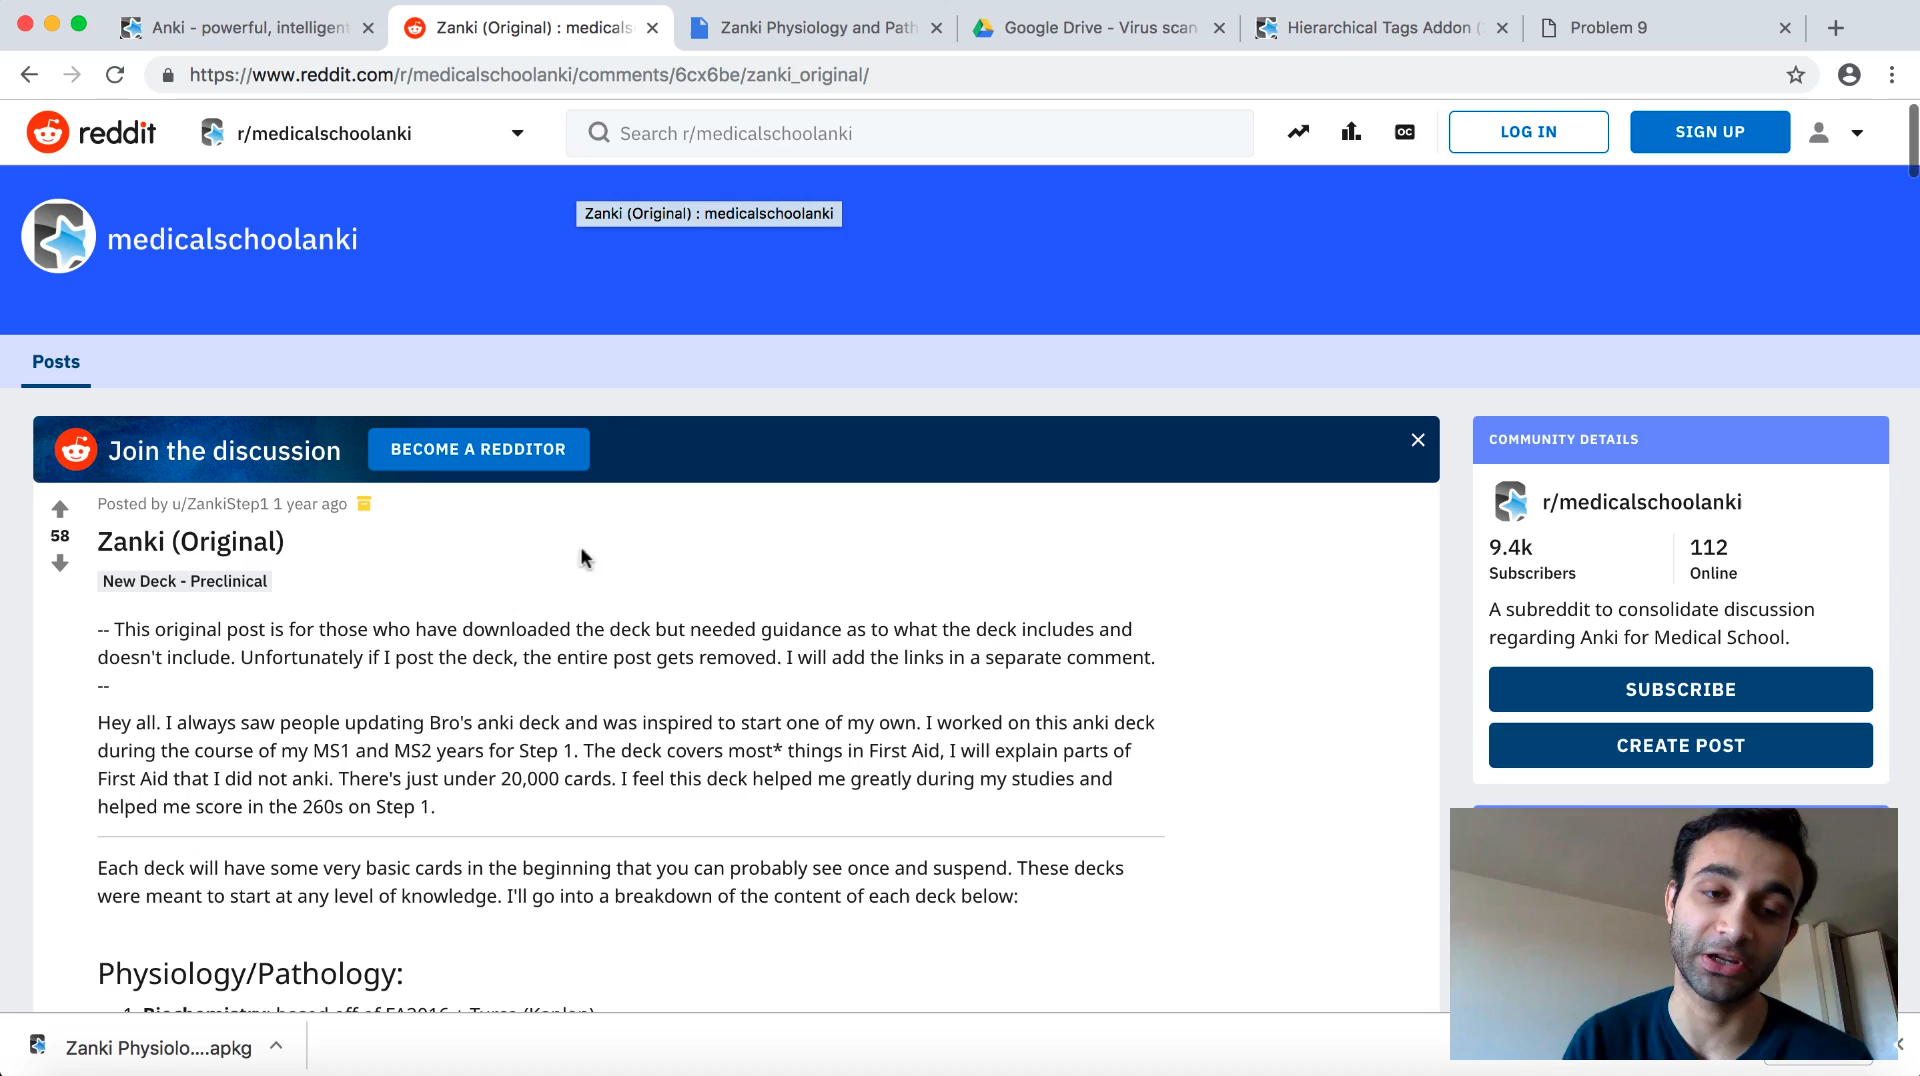 Anki - powerful, intelligent
Zanki (Original) : medicals
Zanki Physiology and Path
Google Drive - Virus scan
Hierarchical Tags Addon (
Problem 9
https://www.reddit.com/r/medicalschoolanki/comments/6cx6be/zanki_original/
reddit
r/medicalschoolanki
Search r/medicalschoolanki
OC
LOG IN
SIGN UP
medicalschoolanki
Zanki (Original) : medicalschoolanki
Posts
Join the discussion
BECOME A REDDITOR
COMMUNITY DETAILS
Posted by u/ZankiStep1 1 year ago
58
Zanki (Original)
New Deck - Preclinical
-- This original post is for those who have downloaded the deck but needed guidance as to what the deck includes and
doesn't include. Unfortunately if I post the deck, the entire post gets removed. I will add the links in a separate comment.
--
Hey all. I always saw people updating Bro's anki deck and was inspired to start one of my own. I worked on this anki deck
during the course of my MS1 and MS2 years for Step 1. The deck covers most* things in First Aid, I will explain parts of
First Aid that I did not anki. There's just under 20,000 cards. I feel this deck helped me greatly during my studies and
helped me score in the 260s on Step 1.
Each deck will have some very basic cards in the beginning that you can probably see once and suspend. These decks
were meant to start at any level of knowledge. I'll go into a breakdown of the content of each deck below:
Physiology/Pathology:
1. Biochemistry: based off of FA2016 + Turco (Kaplan)
r/medicalschoolanki
9.4k
Subscribers
112
Online
A subreddit to consolidate discussion
regarding Anki for Medical School.
SUBSCRIBE
CREATE POST
Zanki Physiolo....apkg